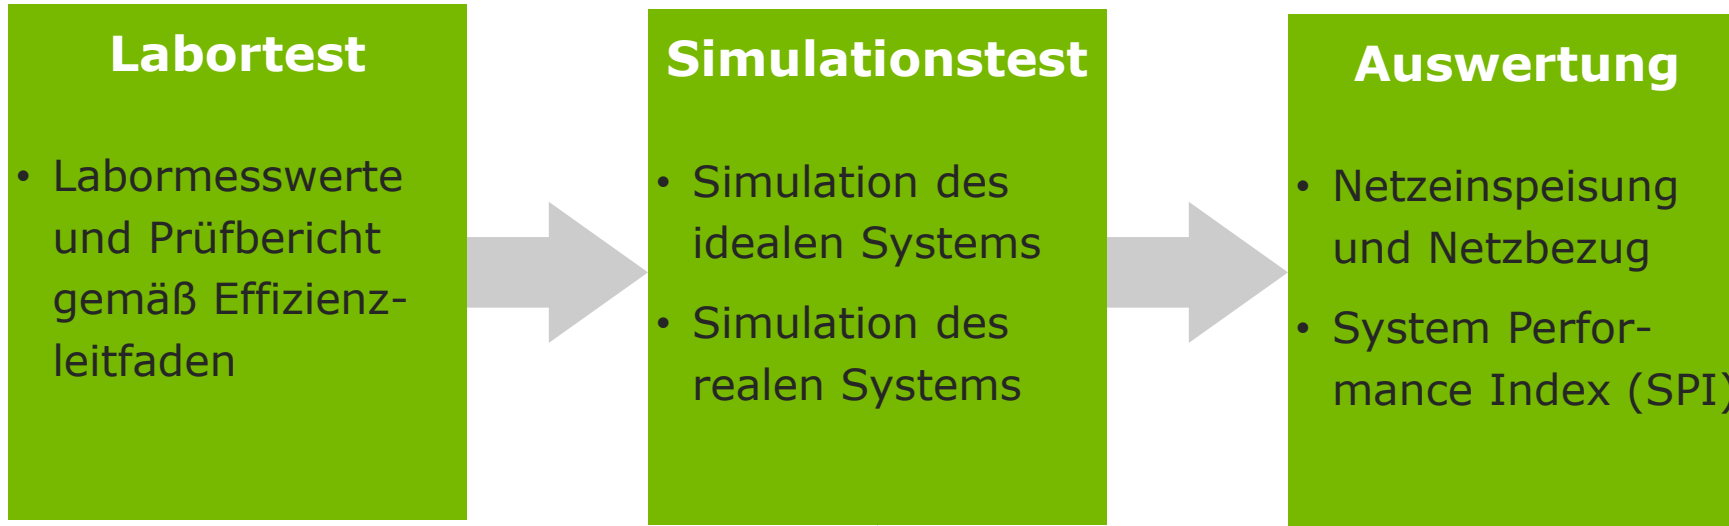 Labortest
• Labormesswerte
und Prüfbericht
gemäß Effizienz-
leitfaden
Simulationstest
• Simulation des
idealen Systems
• Simulation des
realen Systems
Auswertung
• Netzeinspeisung
und Netzbezug
• System Perfor-
mance Index (SPI)